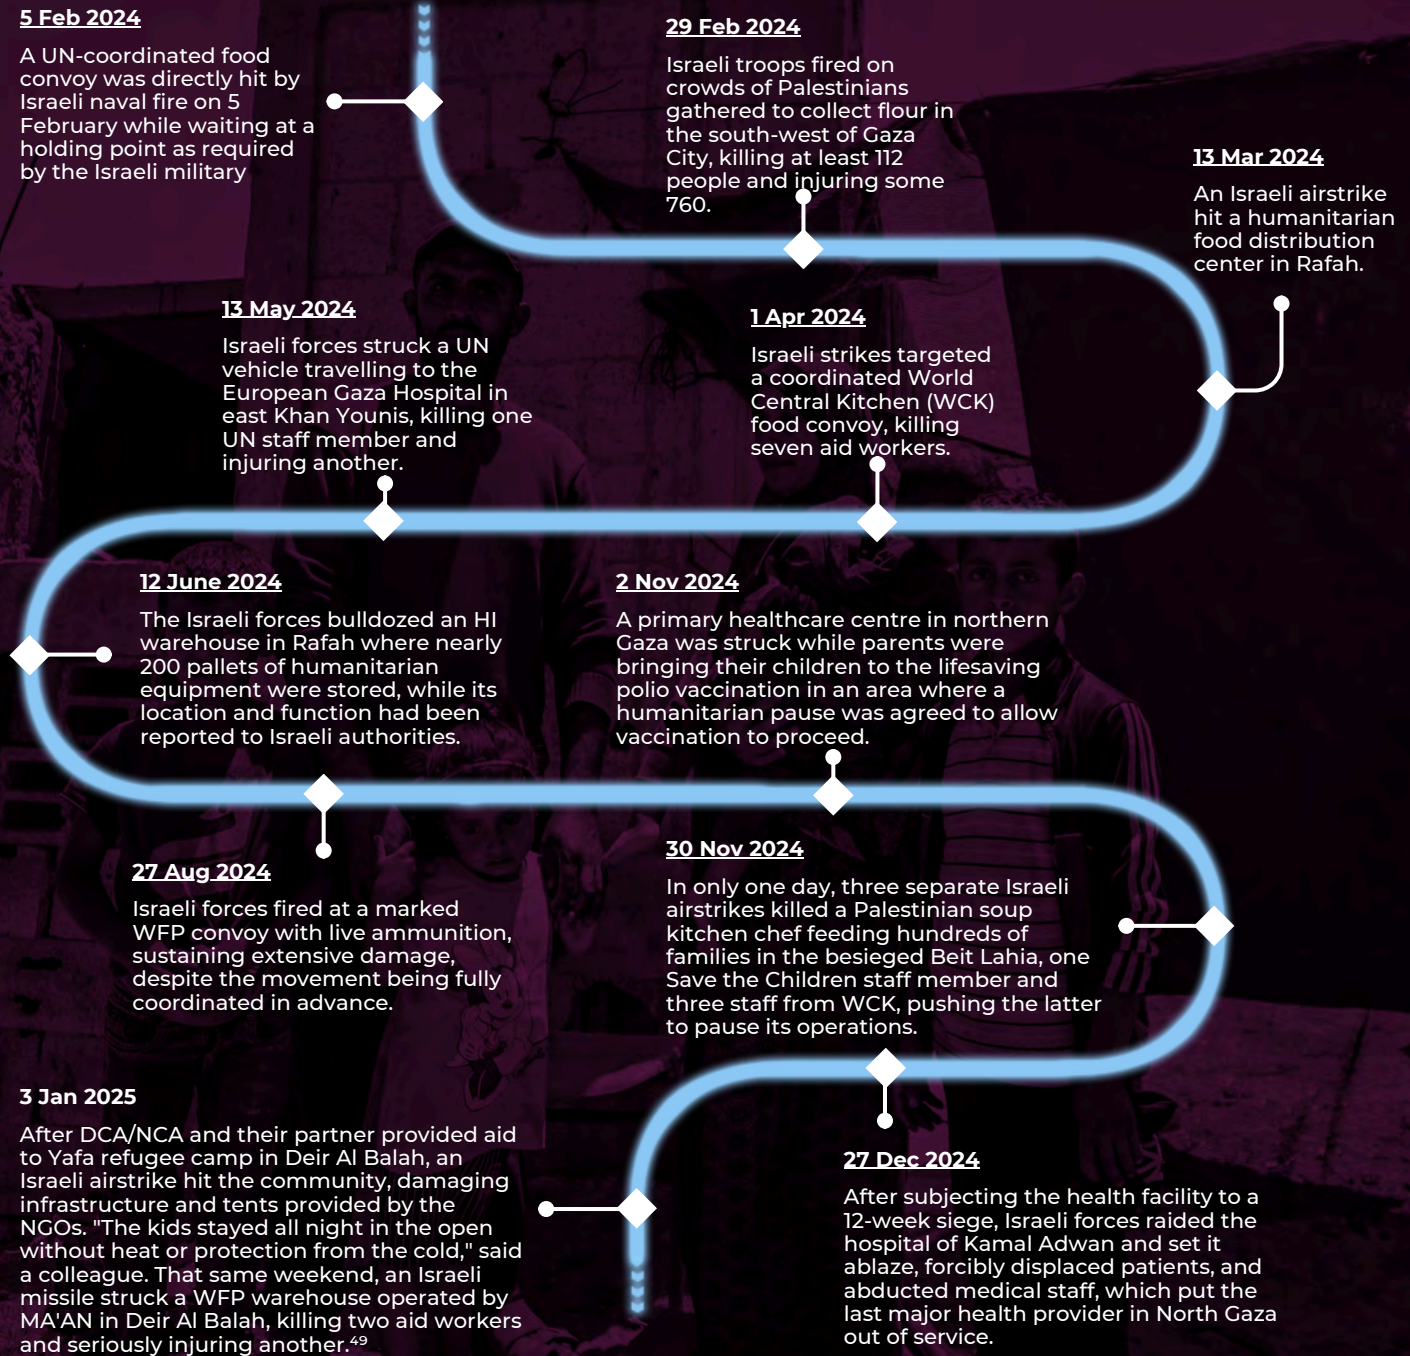 5 Feb 2024
A UN-coordinated food
convoy was directly hit by
Israeli naval fire on 5
February while waiting at a
holding point as required
by the Israeli military
29 Feb 2024
Israeli troops fired on
crowds of Palestinians
gathered to collect flour in
the south-west of Gaza
City, killing at least 112
people and injuring some
760.
13 Mar 2024
An Israeli airstrike
hit a humanitarian
food distribution
center in Rafah.
1 Apr 2024
Israeli strikes targeted
a coordinated World
Central Kitchen (WCK)
food convoy, killing
seven aid workers.
13 May 2024
Israeli forces struck a UN
vehicle travelling to the
European Gaza Hospital in
east Khan Younis, killing one
UN staff member and
injuring another.
12 June 2024
The Israeli forces bulldozed an HI
warehouse in Rafah where nearly
200 pallets of humanitarian
equipment were stored, while its
location and function had been
reported to Israeli authorities.
27 Aug 2024
Israeli forces fired at a marked
WFP convoy with live ammunition,
sustaining extensive damage,
despite the movement being fully
coordinated in advance.
2 Nov 2024
A primary healthcare centre in northern
Gaza was struck while parents were
bringing their children to the lifesaving
polio vaccination in an area where a
humanitarian pause was agreed to allow
vaccination to proceed.
30 Nov 2024
In only one day, three separate Israeli
airstrikes killed a Palestinian soup
kitchen chef feeding hundreds of
families in the besieged Beit Lahia, one
Save the Children staff member and
three staff from WCK, pushing the latter
to pause its operations.
27 Dec 2024
After subjecting the health facility to a
12-week siege, Israeli forces raided the
hospital of Kamal Adwan and set it
ablaze, forcibly displaced patients, and
abducted medical staff, which put the
last major health provider in North Gaza
out of service.
3 Jan 2025
After DCA/NCA and their partner provided aid
to Yafa refugee camp in Deir Al Balah, an
Israeli airstrike hit the community, damaging
infrastructure and tents provided by the
NGOs. "The kids stayed all night in the open
without heat or protection from the cold," said
a colleague. That same weekend, an Israeli
missile struck a WFP warehouse operated by
MA'AN in Deir Al Balah, killing two aid workers
and seriously injuring another.⁴⁹